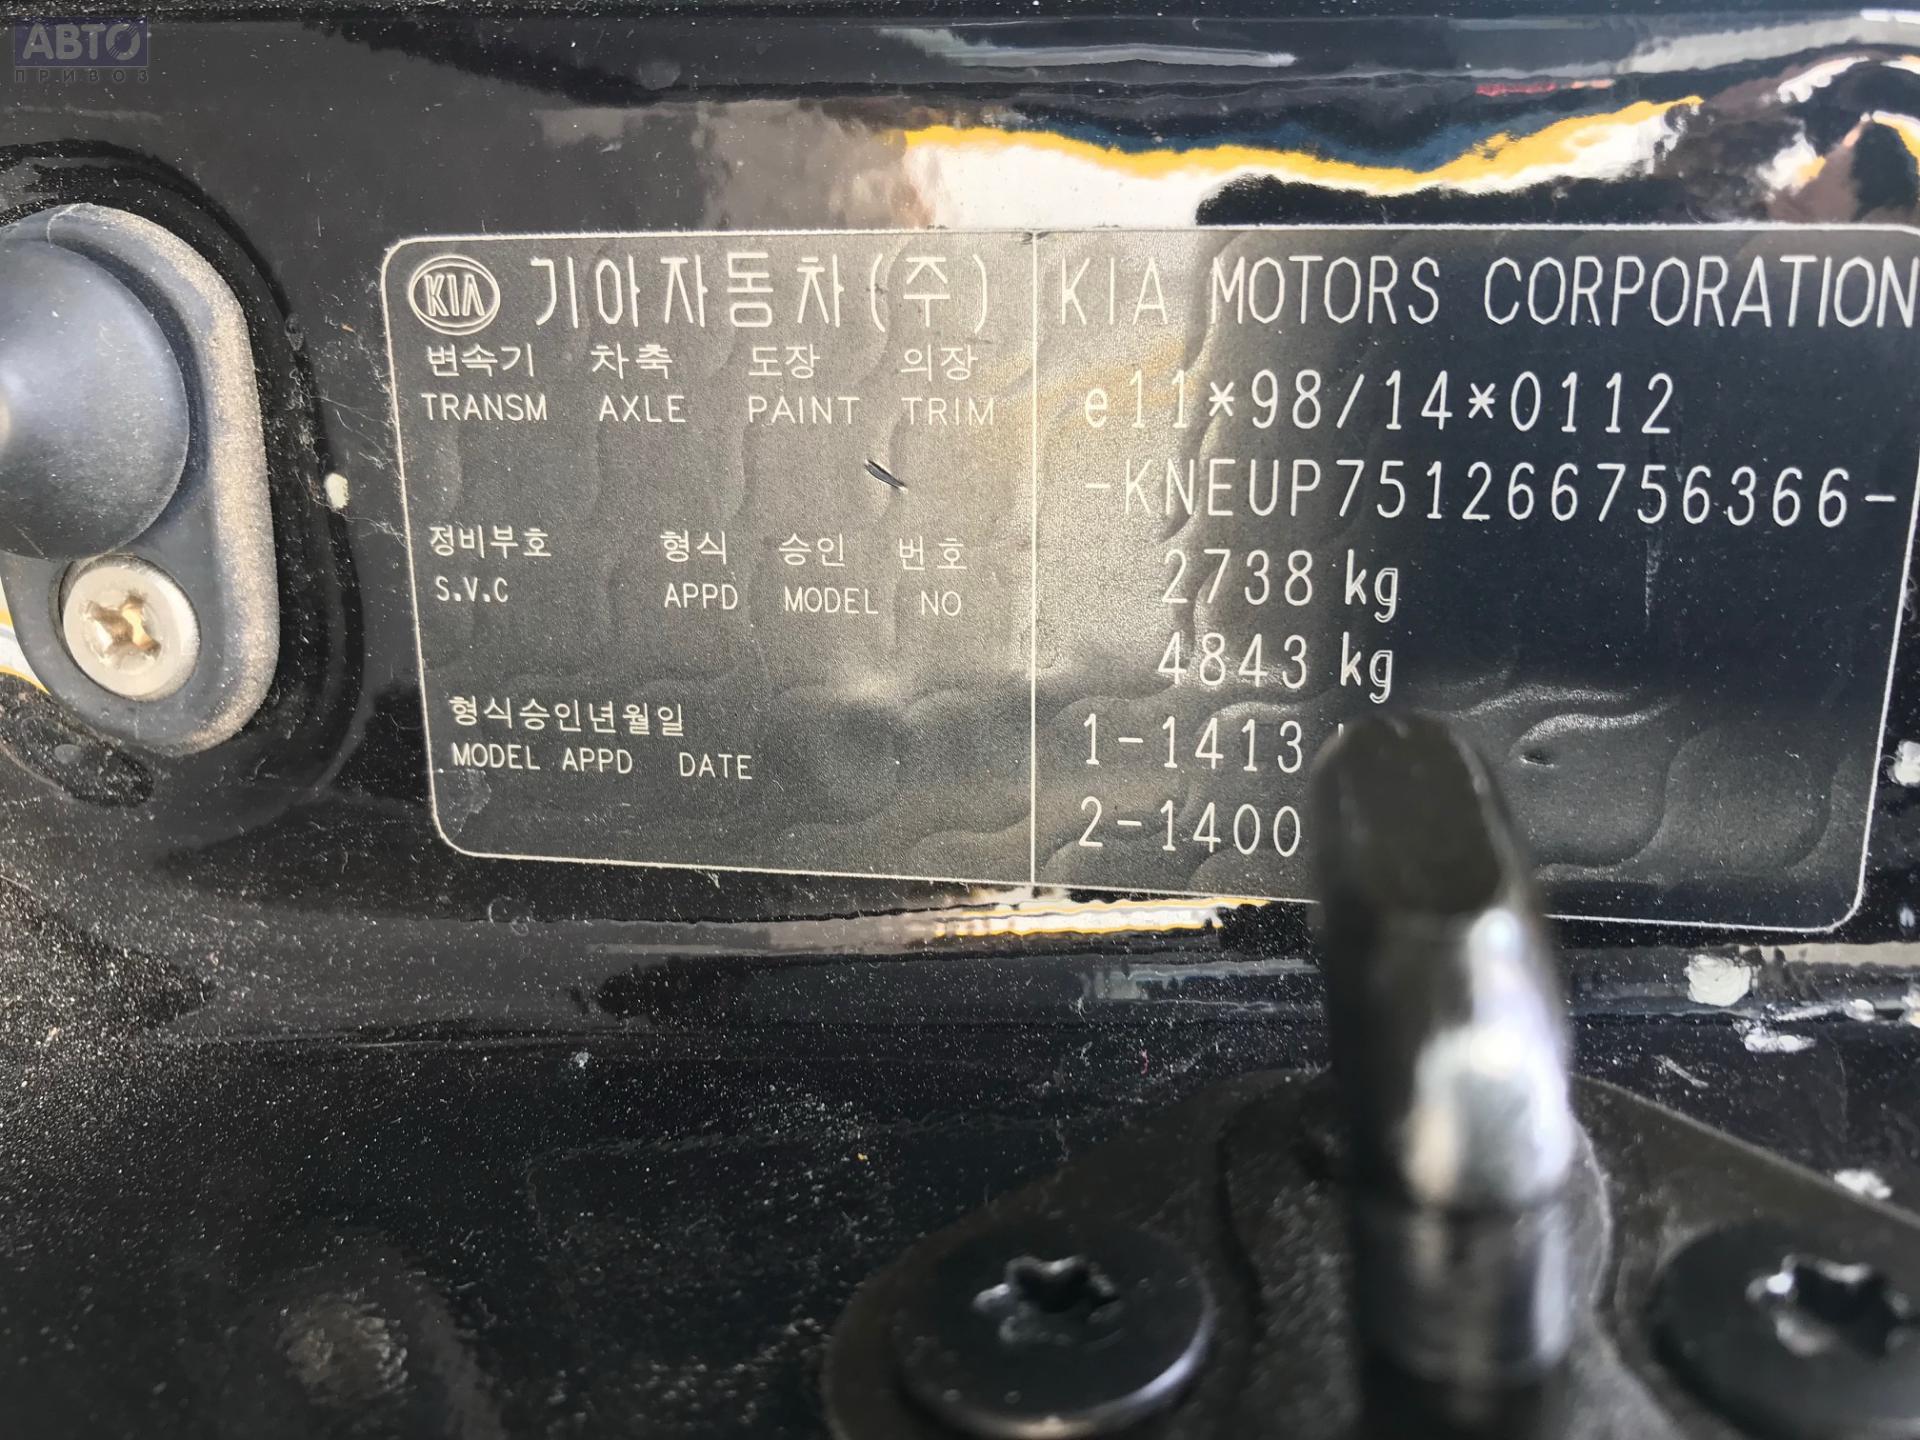 АВТО
ПРИВОЗ
KIA 기아자동차(주)
변속기 차축 도장 의장
TRANSM AXLE PAINT TRIM
정비부호 형식 승인 번호
S.V.C APPD MODEL NO
형식승인년월일
MODEL APPD DATE
KIA MOTORS CORPORATION
e11*98/14*0112
-KNEUP751266756366-
2738 kg
4843 kg
1-1413
2-1400